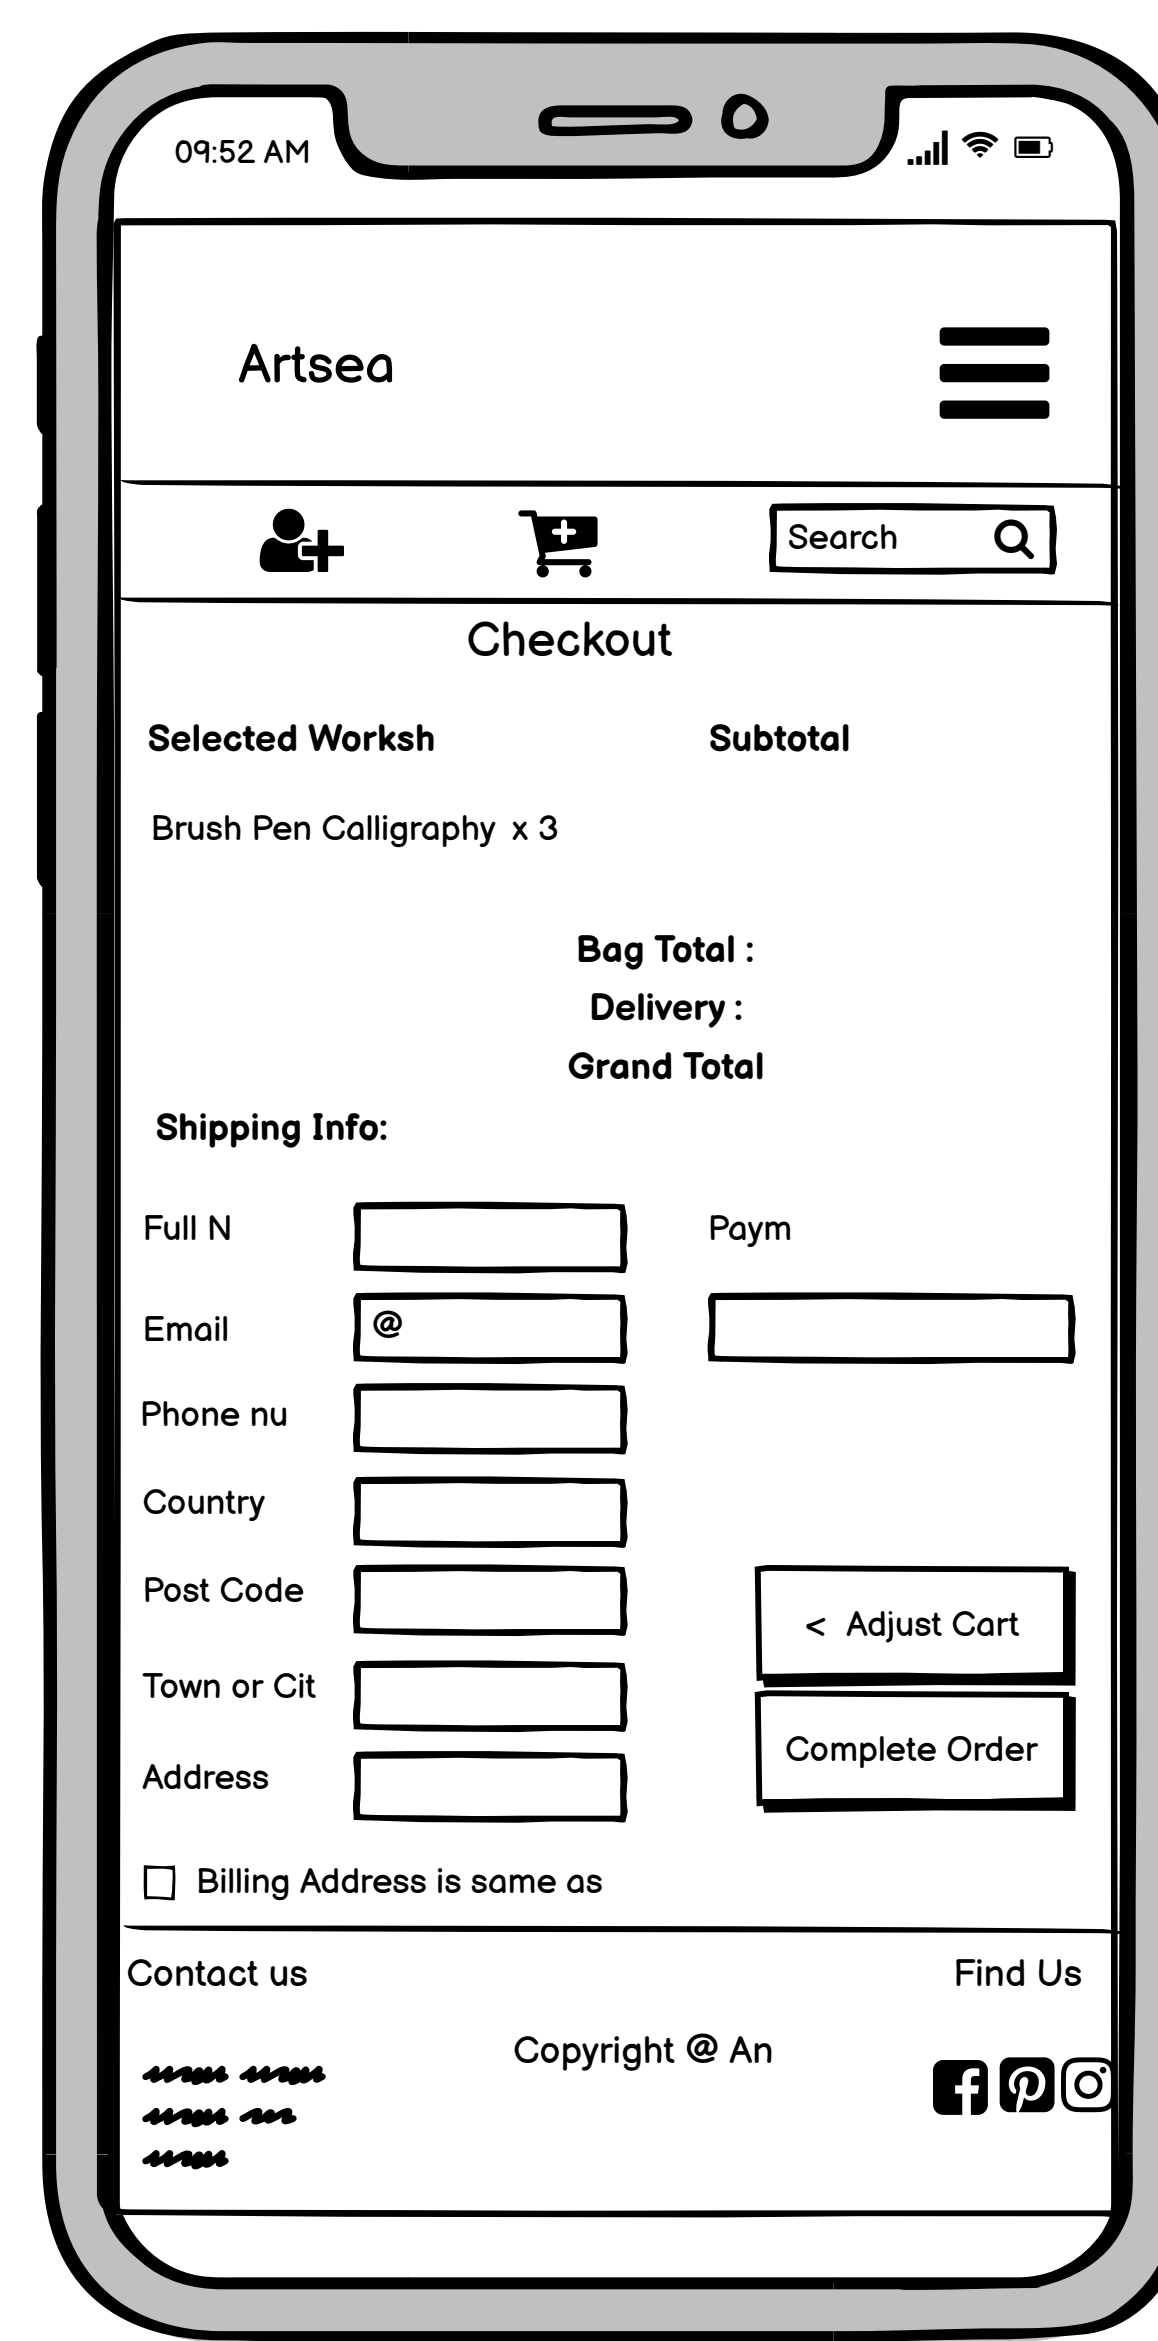 09:52 AM
Artsea
Search
Checkout
Selected Worksh Subtotal
Brush Pen Calligraphy x 3
Bag Total :
Delivery :
Grand Total
Shipping Info:
Full N Paym
Email @
Phone nu
Country
Post Code
< Adjust Cart
Town or Cit
Complete Order
Address
Billing Address is same as
Contact us Find Us
Copyright @ An